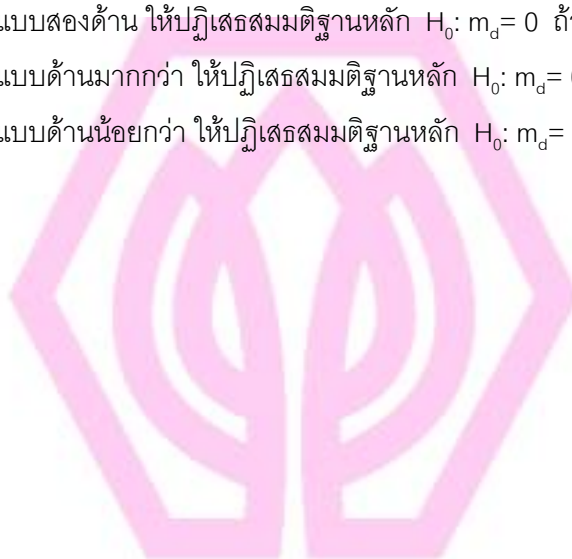 แบบสองด้าน ให้ปฏิเสธสมมติฐานหลัก H₀: m_d= 0 ถ้
แบบด้านมากกว่า ให้ปฏิเสธสมมติฐานหลัก H₀: m_d=
แบบด้านน้อยกว่า ให้ปฏิเสธสมมติฐานหลัก H₀: m_d=